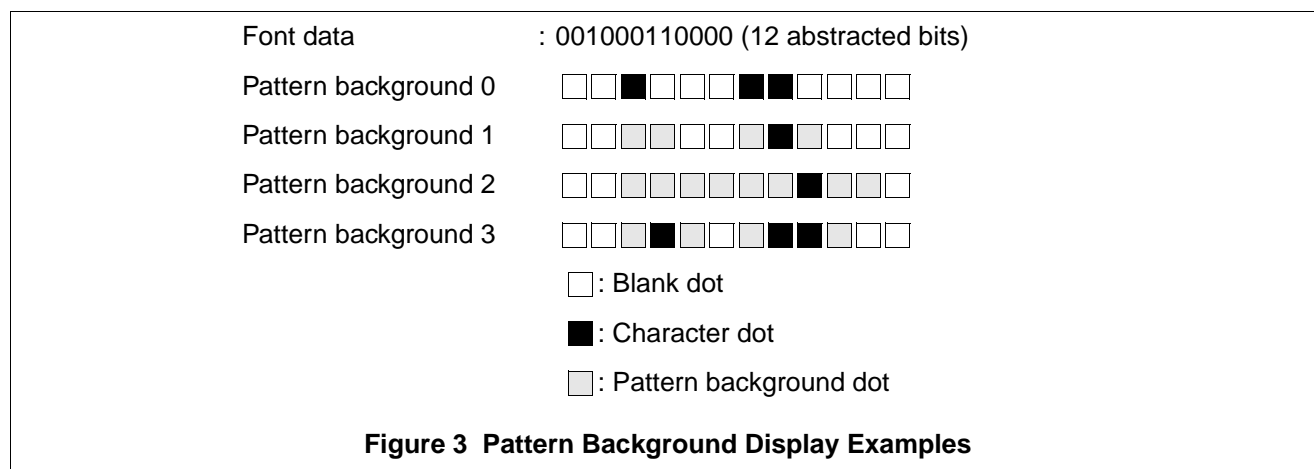 Font data : 001000110000 (12 abstracted bits)
Pattern background 0
Pattern background 1
Pattern background 2
Pattern background 3
: Blank dot
: Character dot
: Pattern background dot
Figure 3 Pattern Background Display Examples